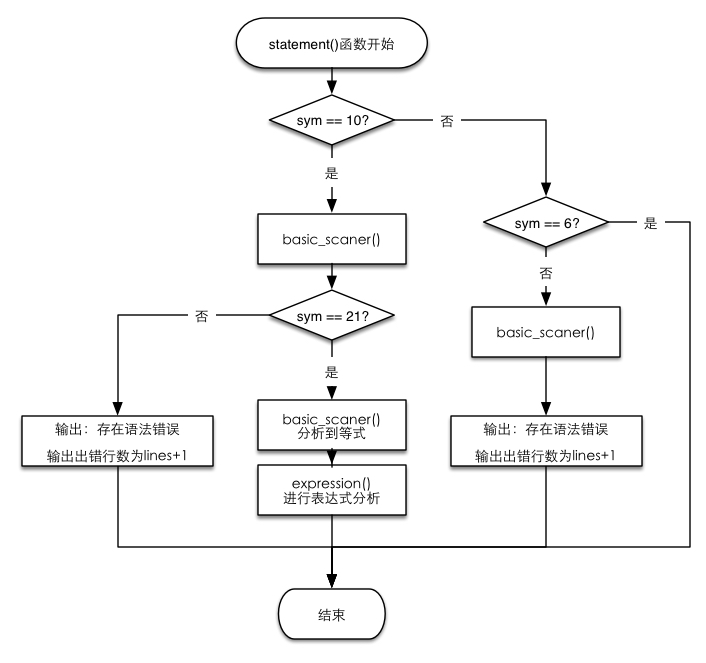 statement()函数开始
sym == 10?
否
是
sym == 6?
是
basic_scaner()
否
sym == 21?
否
basic_scaner()
是
basic_scaner()
分析到等式
输出：存在语法错误
输出出错行数为lines+1
输出：存在语法错误
输出出错行数为lines+1
expression()
进行表达式分析
结束